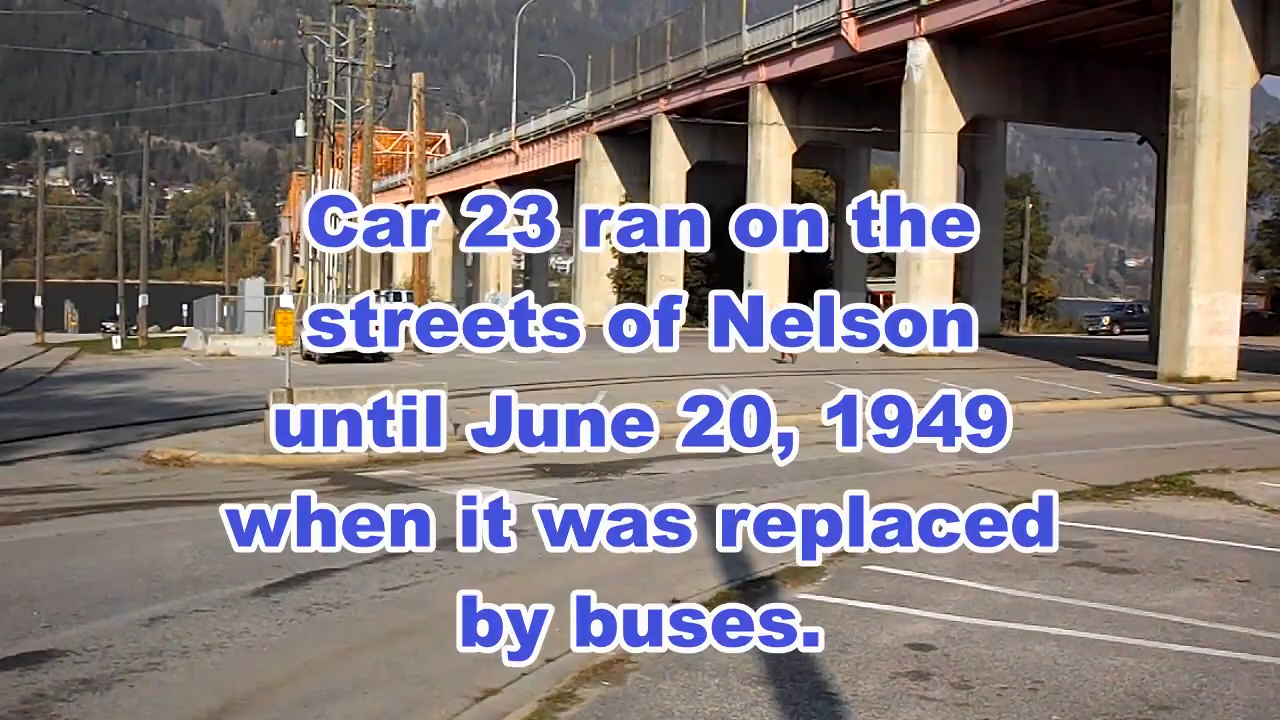 Car 23 ran on the
streets of Nelson
until June 20, 1949
when it was replaced
by buses.